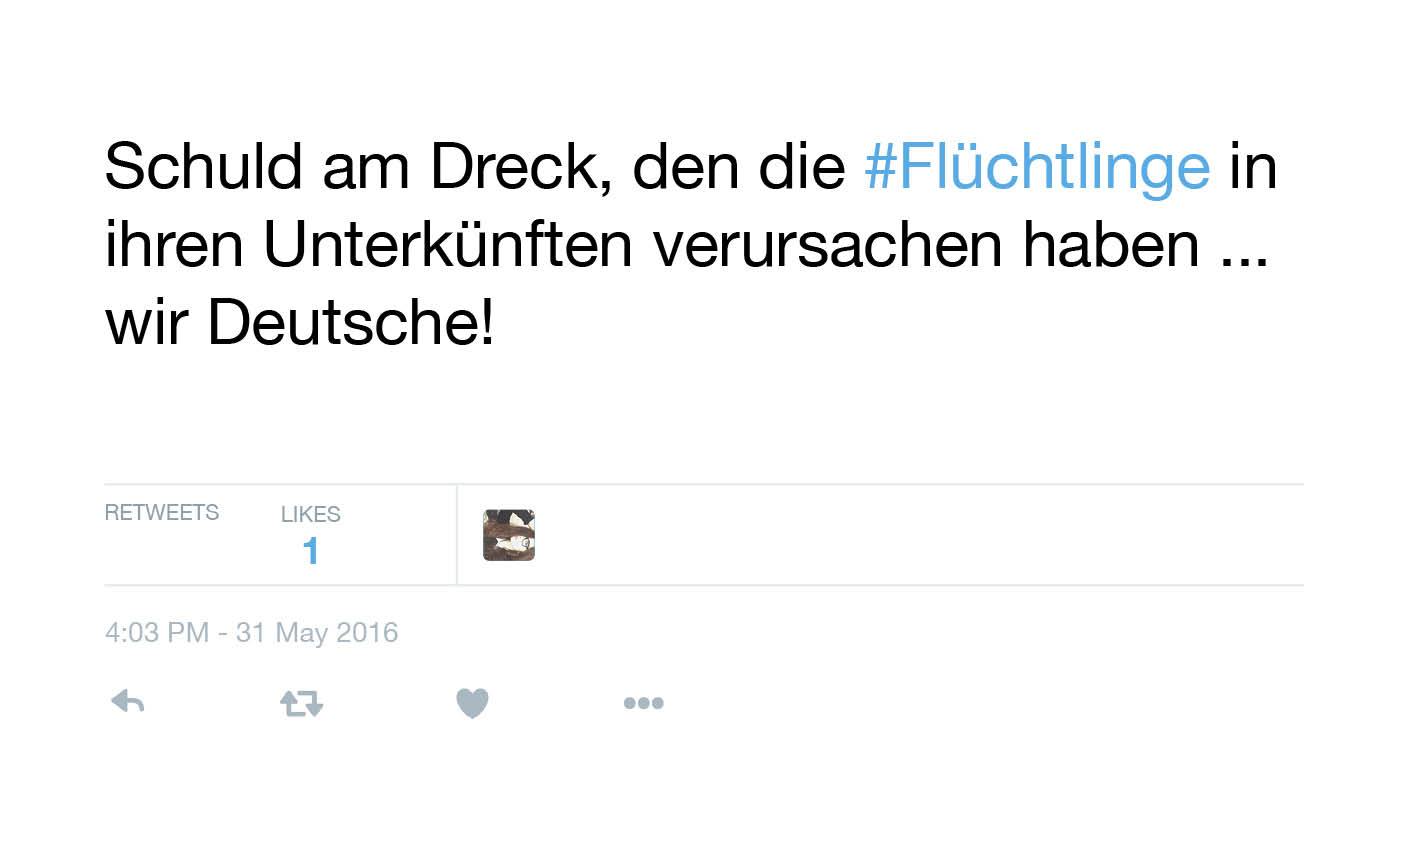 Schuld am Dreck, den die #Flüchtlinge in
ihren Unterkünften verursachen haben ...
wir Deutsche!
RETWEETS LIKES
1
4:03 PM - 31 May 2016